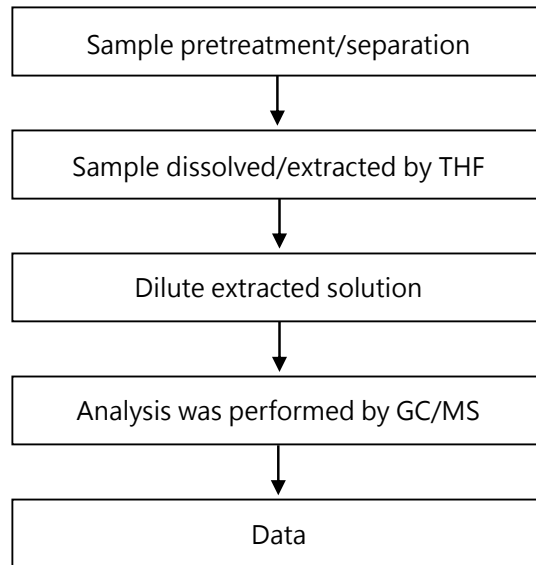 Sample pretreatment/separation
Sample dissolved/extracted by THF
Dilute extracted solution
Analysis was performed by GC/MS
Data